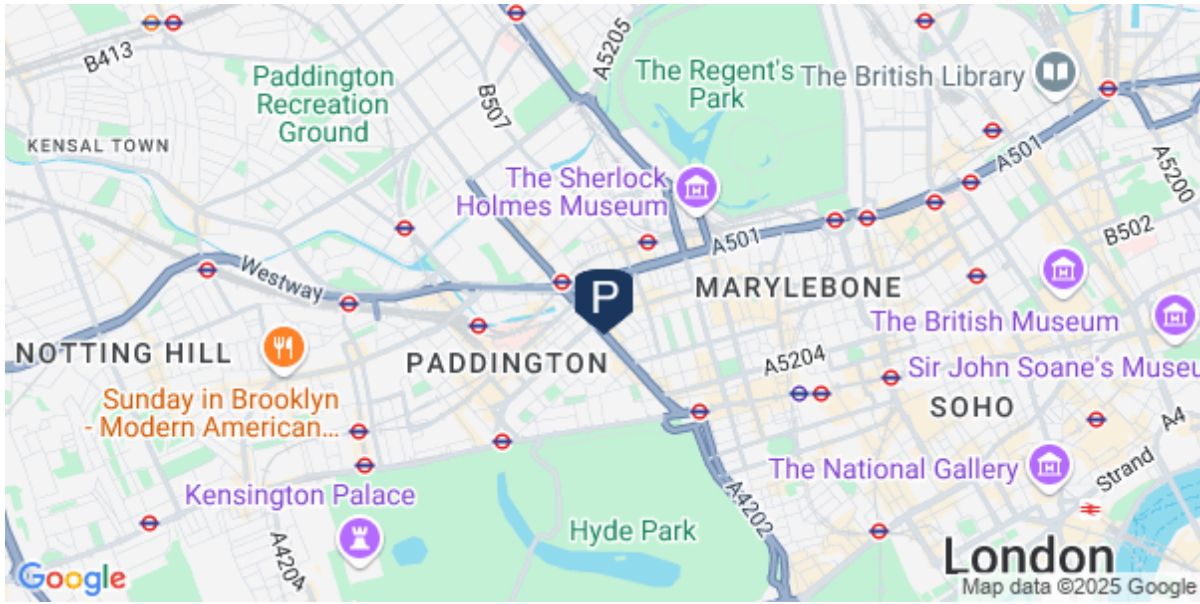 B413
A5205
The Regent's
Park
The British Library
Paddington
Recreation
Ground
B507
KENSAL TOWN
A501
A5200
The Sherlock
Holmes Museum
B502
A501
Westway
MARYLEBONE
P
The British Museum
NOTTING HILL
PADDINGTON
A5204
Sir John Soane's Museu
Sunday in Brooklyn
- Modern American...
SOHO
A4
The National Gallery
Strand
Kensington Palace
A4202
Hyde Park
A4204
London
Google
Map data ©2025 Google